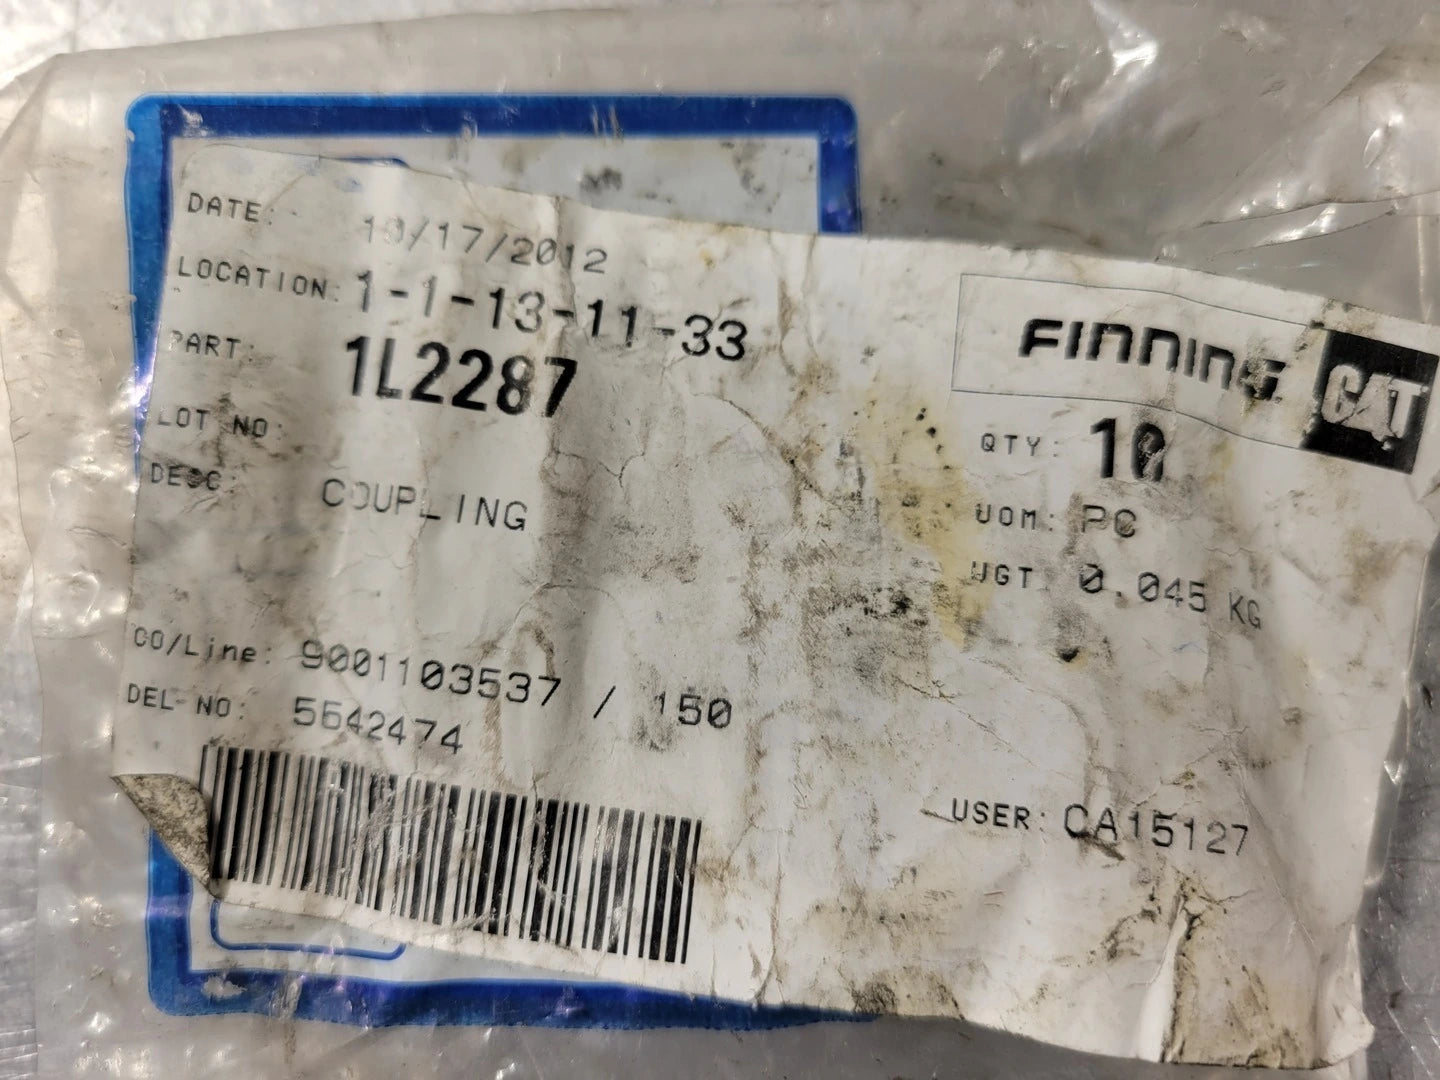 DATE: 10/17/2012
LOCATION: 1-1-13-11-33
PART: 1L2287
LOT NO:
DESC: COUPLING
FINNING CAT
QTY: 10
UOM: PC
WGT: 0.045 KG
CO/Line: 9001103537 / 150
DEL NO: 5542474
USER: CA15127